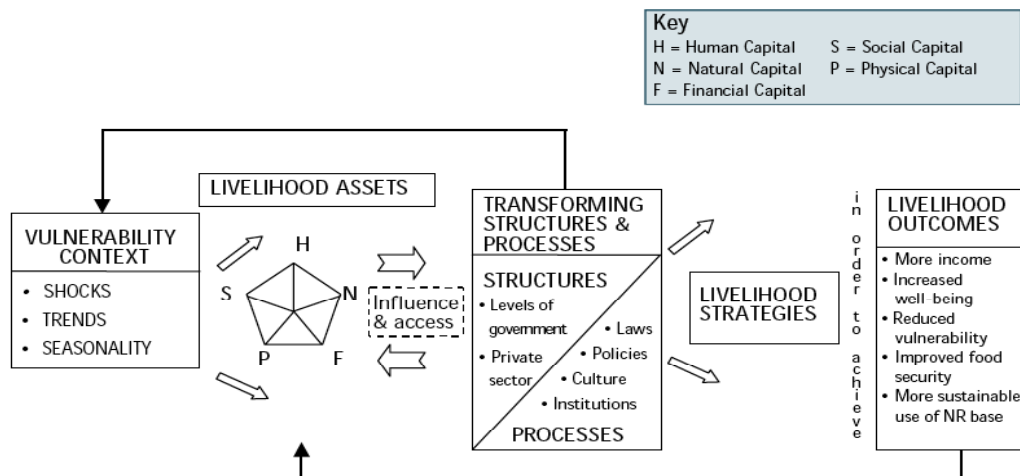 Key
H = Human Capital S = Social Capital
N = Natural Capital P = Physical Capital
F = Financial Capital
LIVELIHOOD ASSETS
VULNERABILITY
CONTEXT
• SHOCKS
• TRENDS
• SEASONALITY
H
S
N
P
F
Influence
& access
TRANSFORMING
STRUCTURES &
PROCESSES
STRUCTURES
• Levels of
government
• Private
sector
• Laws
• Policies
• Culture
• Institutions
PROCESSES
LIVELIHOOD
STRATEGIES
in order to achieve
LIVELIHOOD
OUTCOMES
• More income
• Increased
well-being
• Reduced
vulnerability
• Improved food
security
• More sustainable
use of NR base